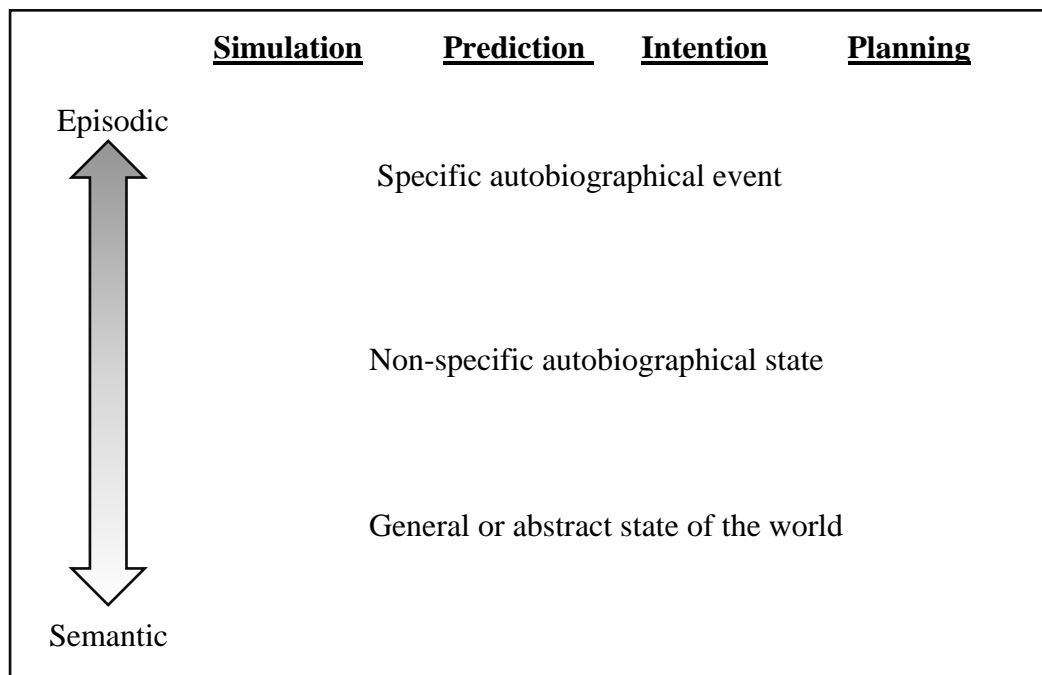 Simulation Prediction Intention Planning
Episodic
Specific autobiographical event
Non-specific autobiographical state
General or abstract state of the world
Semantic